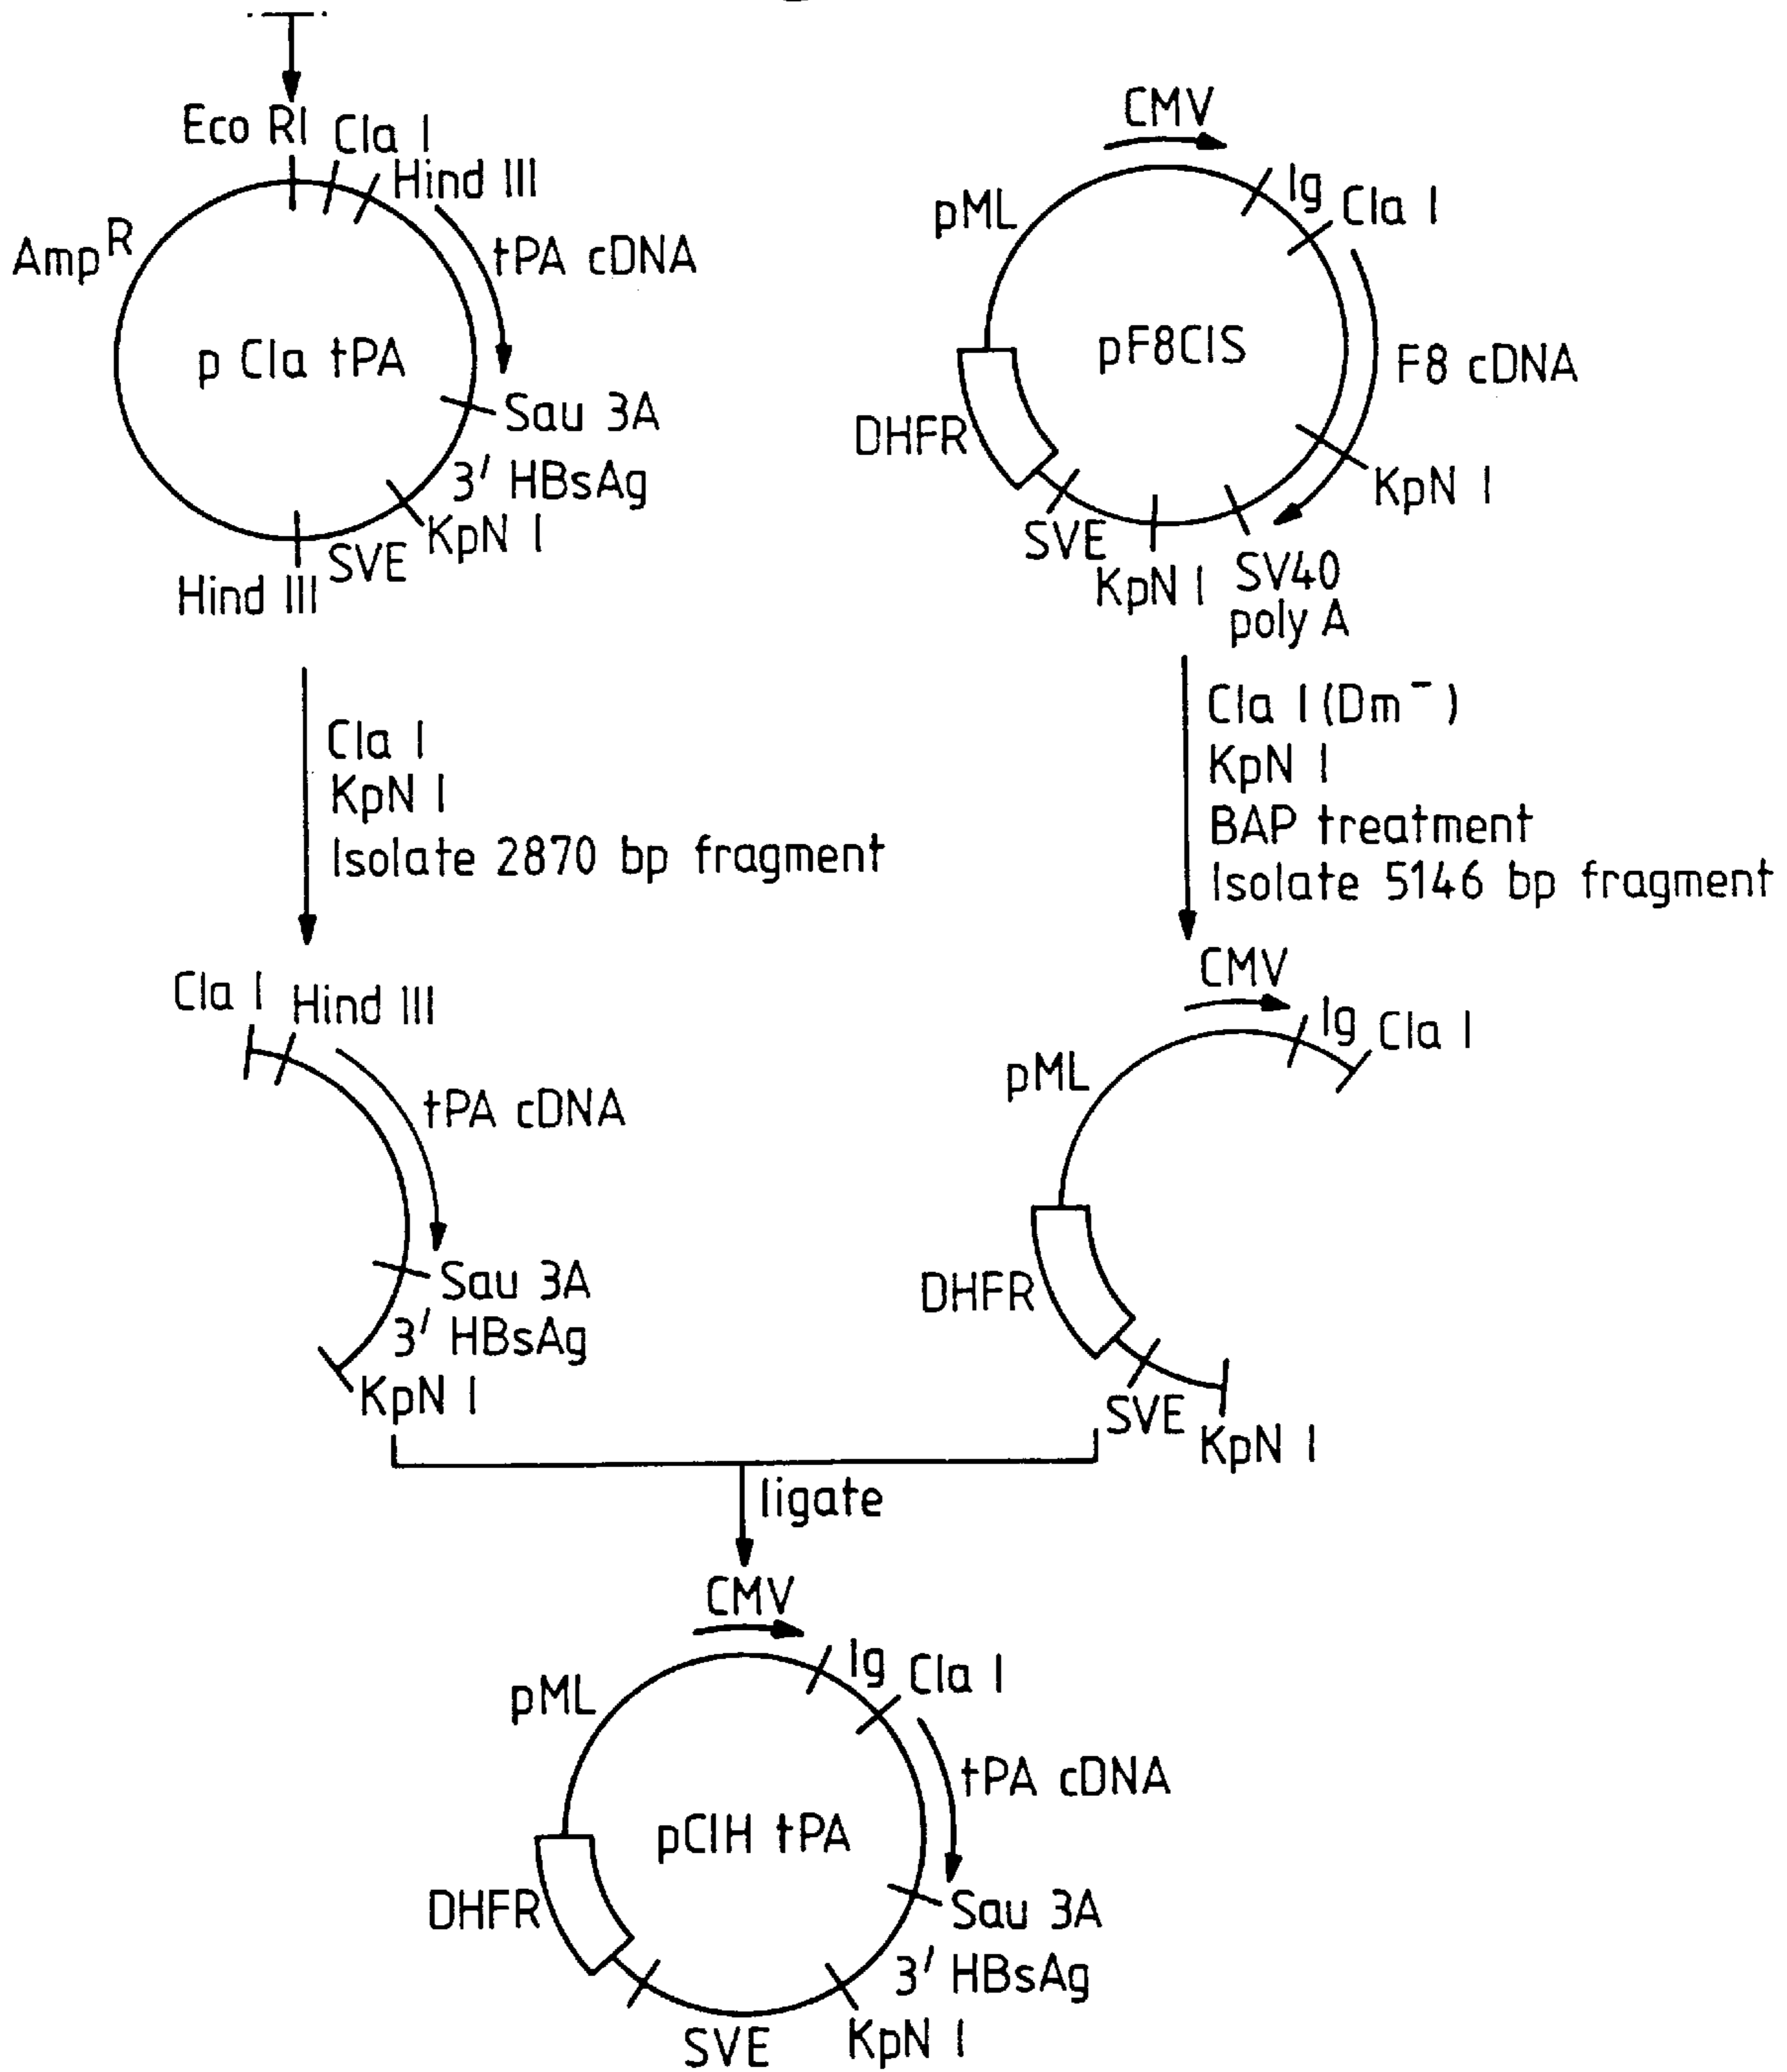 Eco RI
Cla I
Hind III
Amp R
tPA cDNA
p Cla tPA
Sau 3A
3' HBsAg
KpN I
SVE
Hind III
CMV
Ig
Cla I
pML
pF8CIS
F8 cDNA
DHFR
KpN I
SVE
KpN I
SV40
poly A
Cla I
KpN I
Isolate 2870 bp fragment
Cla I (Dm⁻)
KpN I
BAP treatment
Isolate 5146 bp fragment
Cla I
Hind III
tPA cDNA
Sau 3A
3' HBsAg
KpN I
CMV
Ig
Cla I
pML
DHFR
SVE
KpN I
ligate
CMV
Ig
Cla I
pML
tPA cDNA
pCIH tPA
DHFR
Sau 3A
3' HBsAg
KpN I
SVE